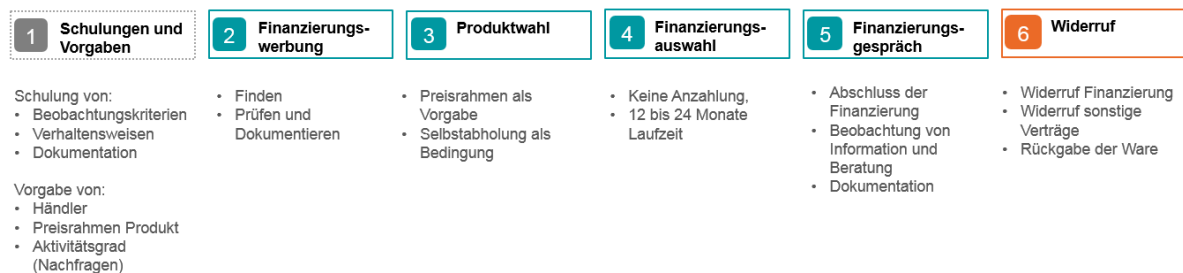 1
Schulungen und
Vorgaben
Schulung von:
• Beobachtungskriterien
• Verhaltensweisen
• Dokumentation
Vorgabe von:
• Händler
• Preisrahmen Produkt
• Aktivitätsgrad
(Nachfragen)
2
Finanzierungs-
werbung
• Finden
• Prüfen und
Dokumentieren
3
Produktwahl
• Preisrahmen als
Vorgabe
• Selbstabholung als
Bedingung
4
Finanzierungs-
auswahl
• Keine Anzahlung,
• 12 bis 24 Monate
Laufzeit
5
Finanzierungs-
gespräch
• Abschluss der
Finanzierung
• Beobachtung von
Information und
Beratung
• Dokumentation
6
Widerruf
• Widerruf Finanzierung
• Widerruf sonstige
Verträge
• Rückgabe der Ware